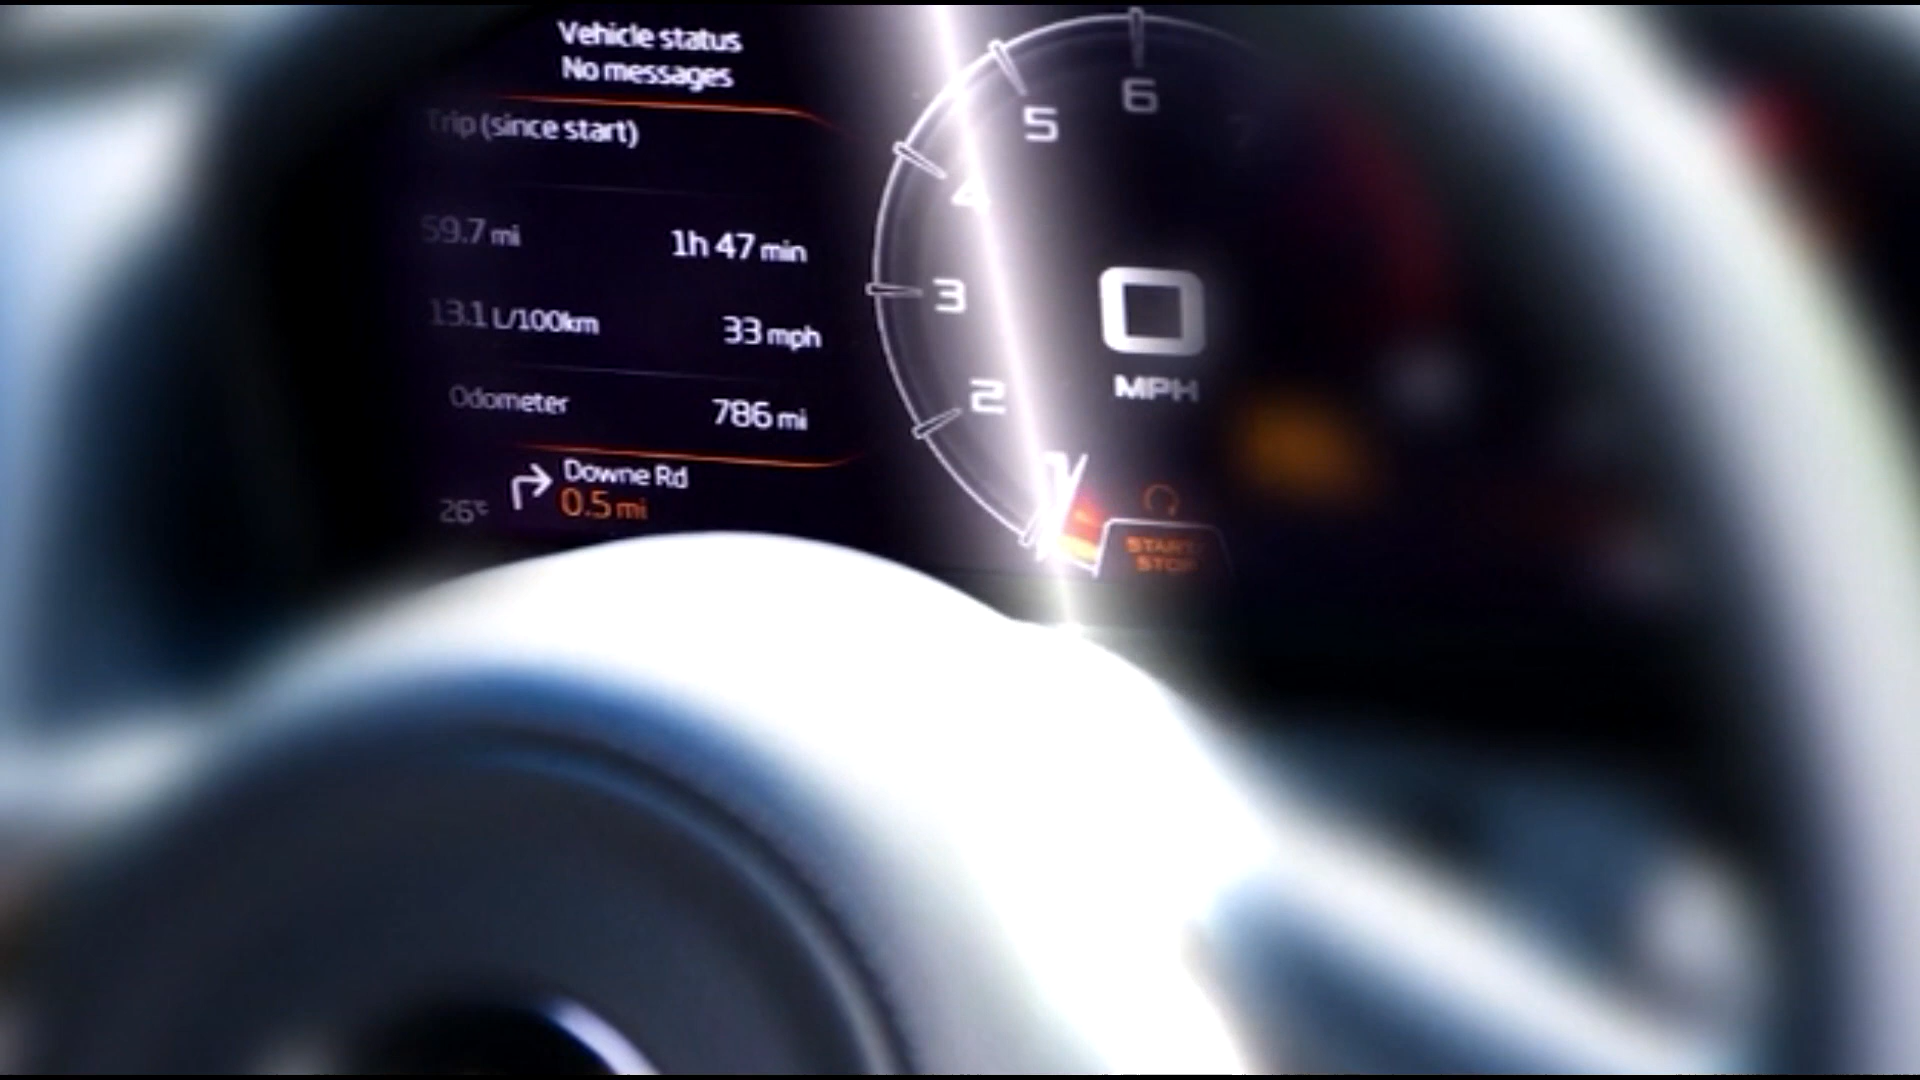 Vehicle status
No messages
Trip (since start)
59.7 mi 1h 47 min
13.1 L/100km 33 mph
Odometer 786 mi
Downe Rd
0.5 mi
26°C
6
5
4
3
2
1
0
MPH
START/
STOP